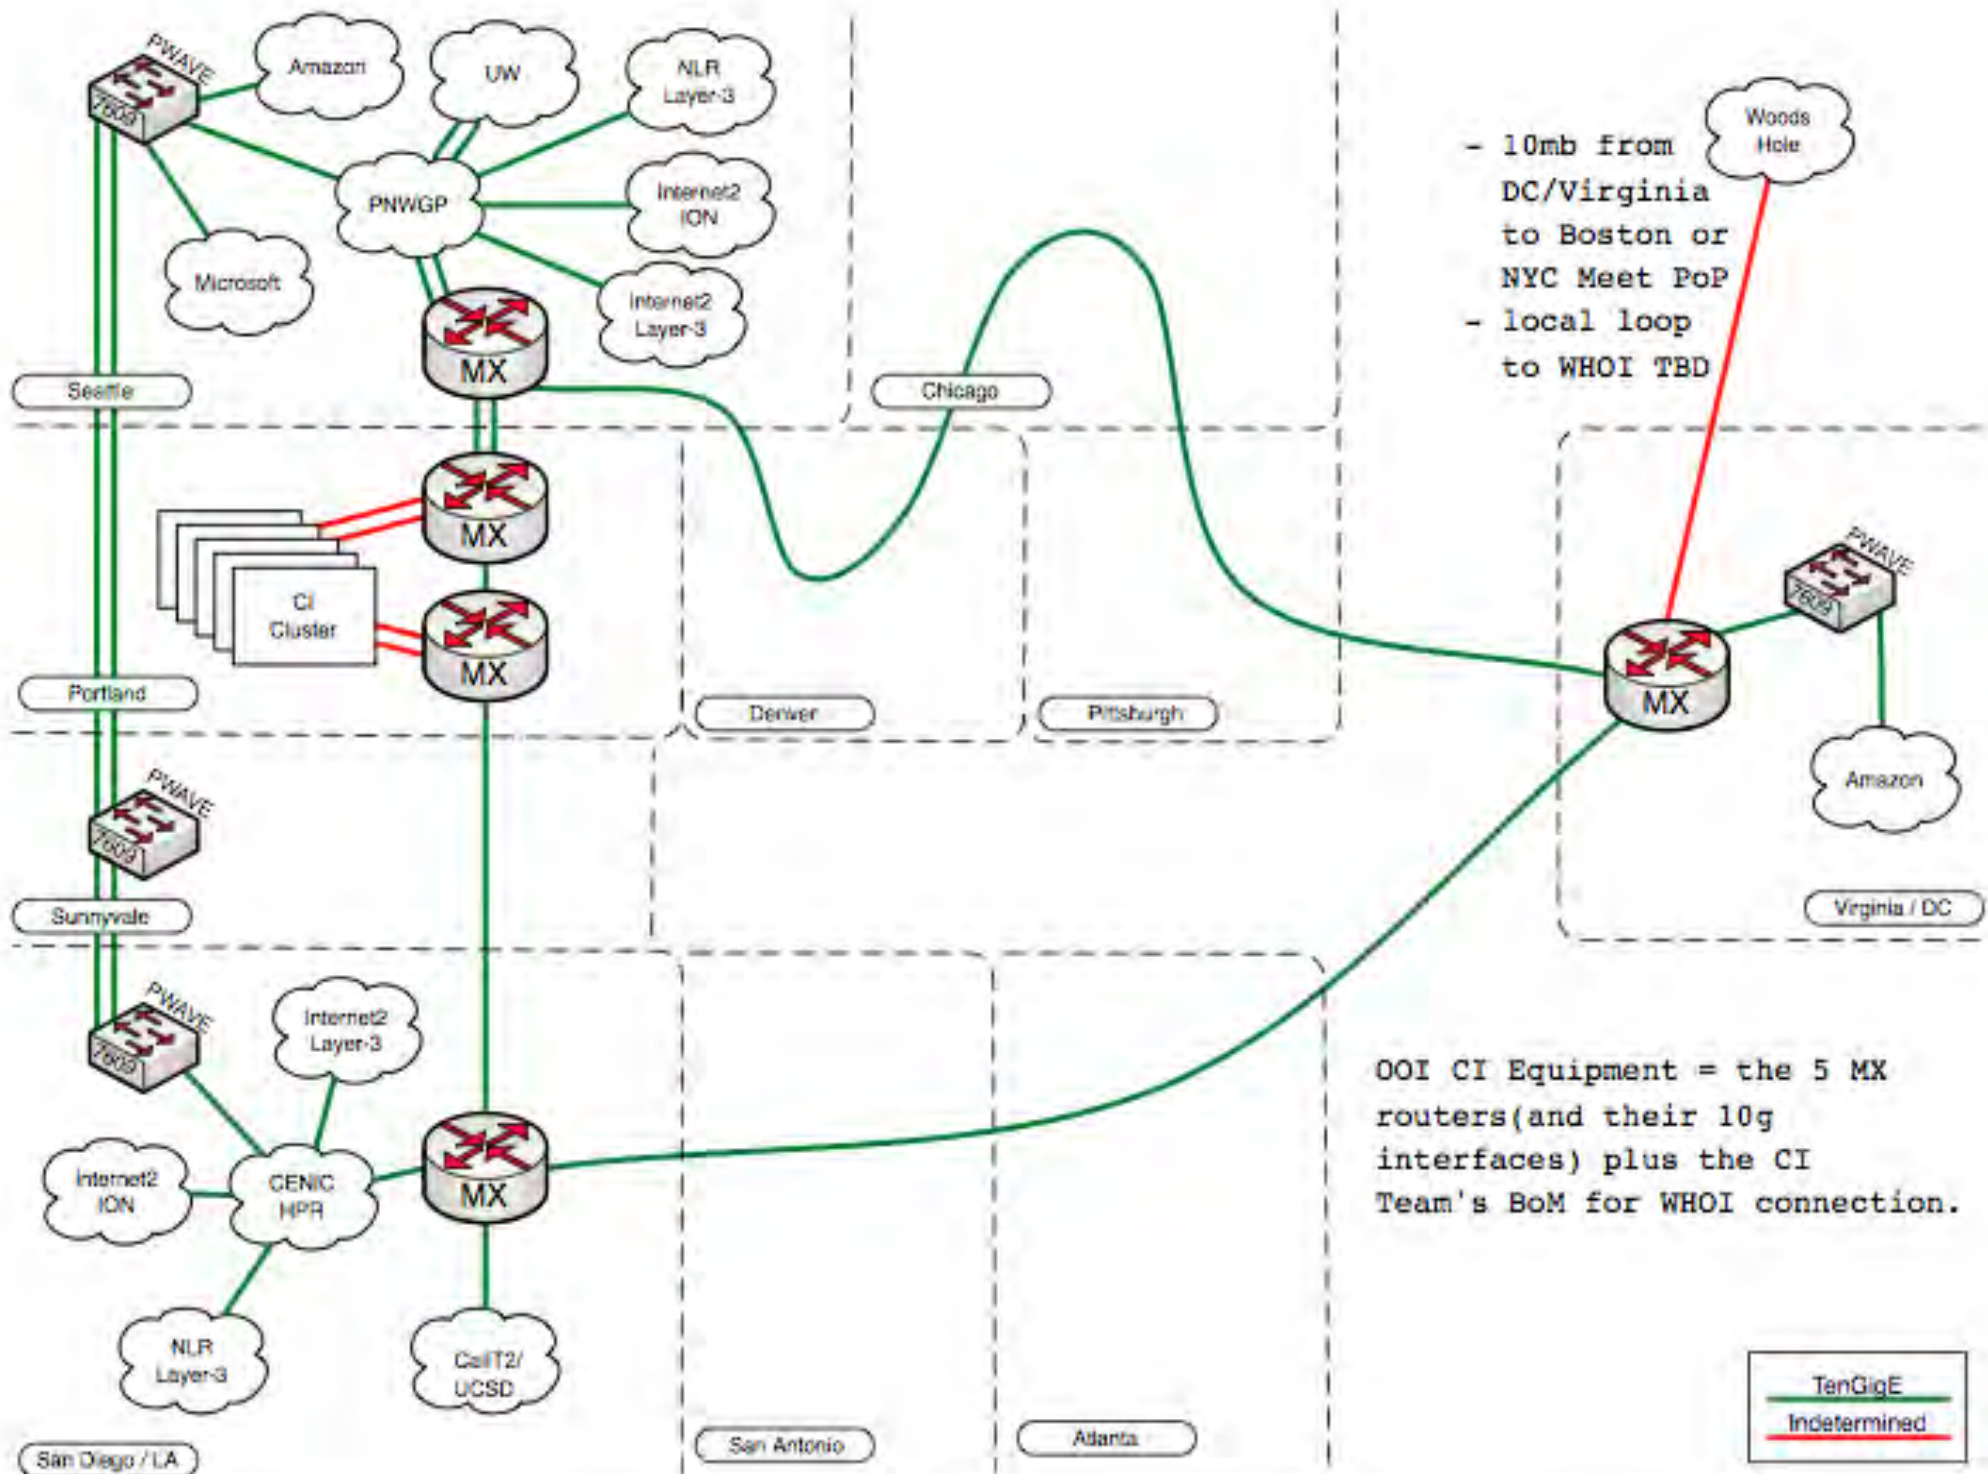 PWAVE
7609
Amazon
UW
NLR
Layer-3
PNWGP
Internet2
ION
Microsoft
Internet2
Layer-3
MX
Seattle
Chicago
- 10mb from
DC/Virginia
to Boston or
NYC Meet PoP
- local loop
to WHOI TBD
Woods
Hole
MX
CI
Cluster
MX
Portland
Denver
Pittsburgh
PWAVE
7609
MX
Amazon
Virginia / DC
PWAVE
7609
Sunnyvale
PWAVE
7609
Internet2
Layer-3
Internet2
ION
CENIC
HPR
MX
NLR
Layer-3
CalIT2/
UCSD
San Diego / LA
San Antonio
Atlanta
OOI CI Equipment = the 5 MX
routers(and their 10g
interfaces) plus the CI
Team's BoM for WHOI connection.
TenGigE
Indetermined